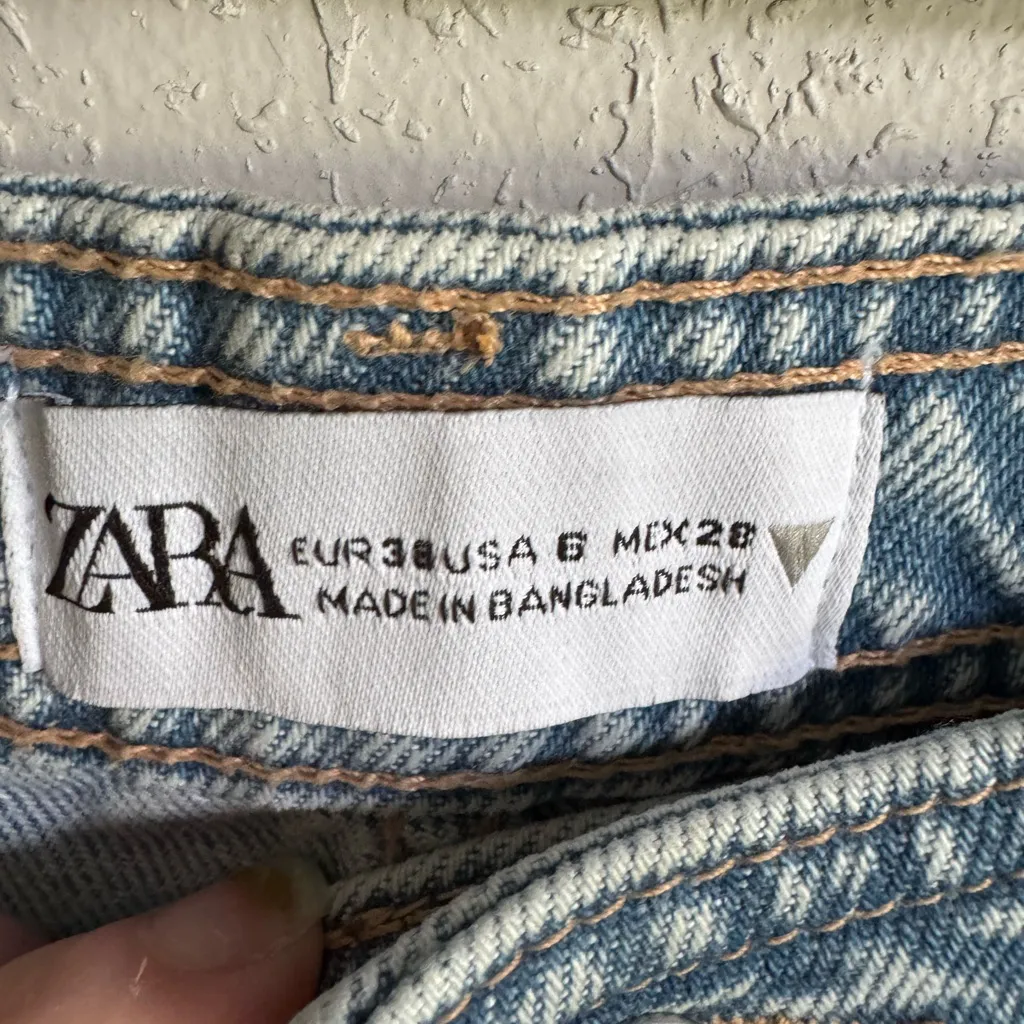 ZARA
EUR 38 USA 6 MEX 28
MADE IN BANGLADESH